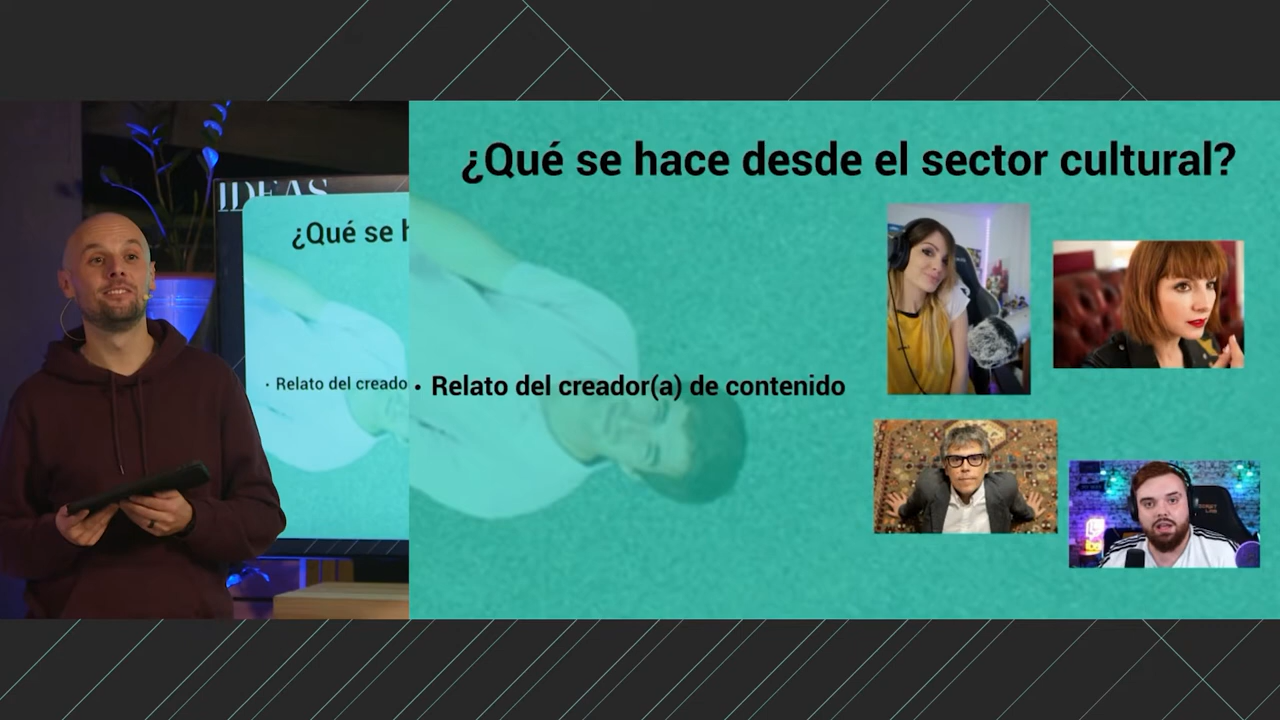 ¿Qué se hace desde el sector cultural?
• Relato del creador(a) de contenido
IDEAS
¿Qué se h
• Relato del creado